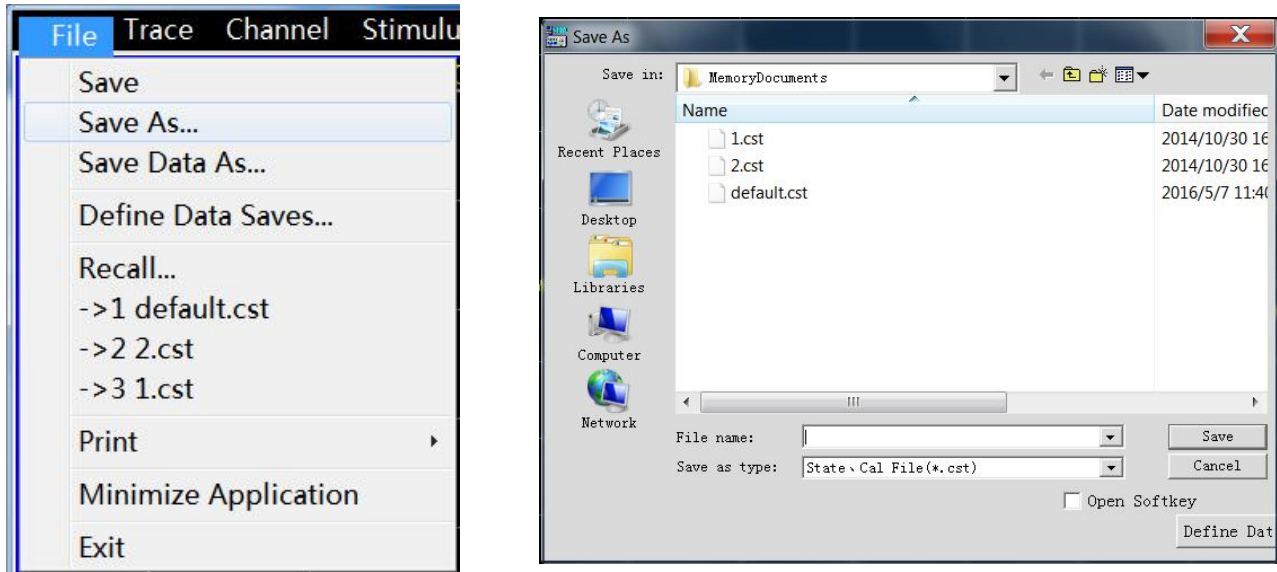 File Trace Channel Stimulu
Save
Save As...
Save Data As...
Define Data Saves...
Recall...
->1 default.cst
->2 2.cst
->3 1.cst
Print
Minimize Application
Exit
Save As
Save in: MemoryDocuments
Name Date modified
1.cst 2014/10/30 16
2.cst 2014/10/30 16
default.cst 2016/5/7 11:40
Recent Places
Desktop
Libraries
Computer
Network
File name: Save
Save as type: State、Cal File(*.cst) Cancel
Open Softkey
Define Dat